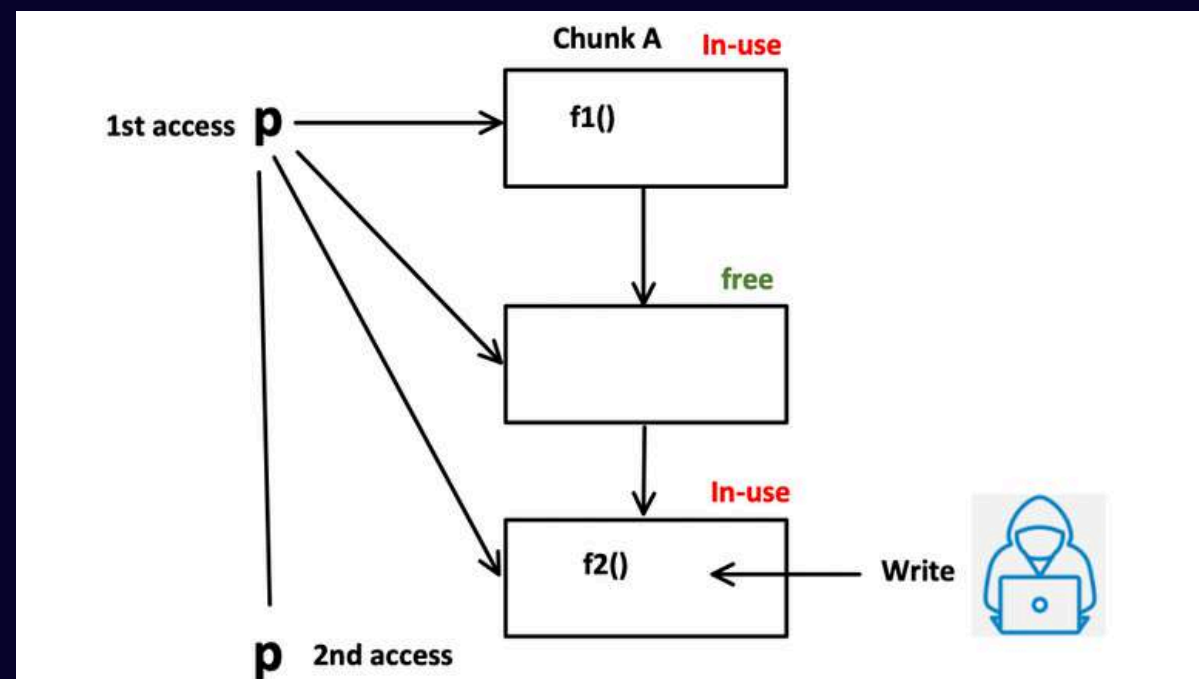 Chunk A In-use
1st access p
f1()
free
In-use
f2()
Write
p 2nd access